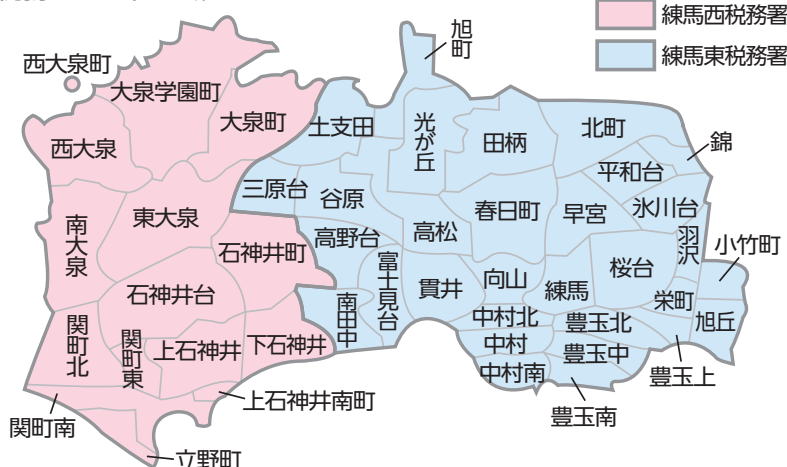 練馬西税務署
練馬東税務署
旭町
西大泉町
大泉学園町
大泉町
土支田
光が丘
田柄
北町
錦
西大泉
平和台
三原台
谷原
春日町
早宮
氷川台
南大泉
東大泉
高野台
高松
羽沢
小竹町
石神井町
富士見台
貫井
向山
練馬
桜台
石神井台
南田中
中村北
豊玉北
栄町
旭丘
関町北
関町東
上石神井
下石神井
中村
豊玉中
中村南
豊玉上
上石神井南町
豊玉南
関町南
立野町